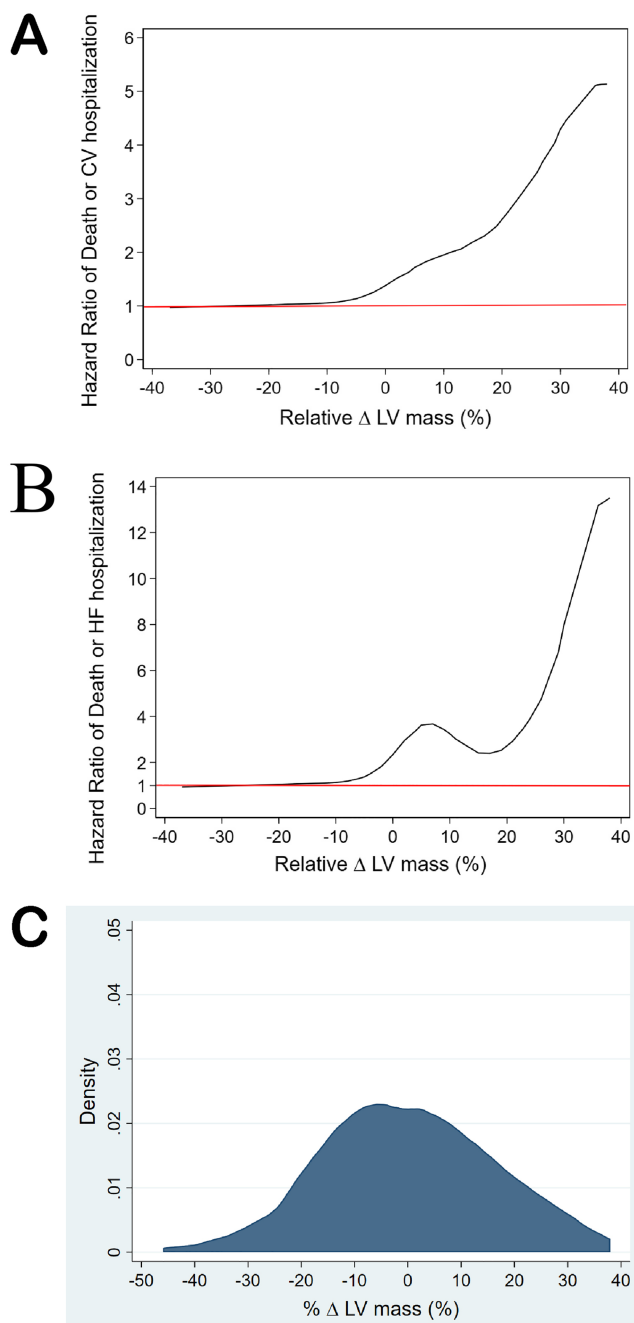 A
Hazard Ratio of Death or CV hospitalization
6
5
4
3
2
1
0
-40 -30 -20 -10 0 10 20 30 40
Relative Δ LV mass (%)
B
Hazard Ratio of Death or HF hospitalization
14
12
10
8
6
4
2
1
0
-40 -30 -20 -10 0 10 20 30 40
Relative Δ LV mass (%)
C
Density
.05
.04
.03
.02
.01
0
-50 -40 -30 -20 -10 0 10 20 30 40
% Δ LV mass (%)